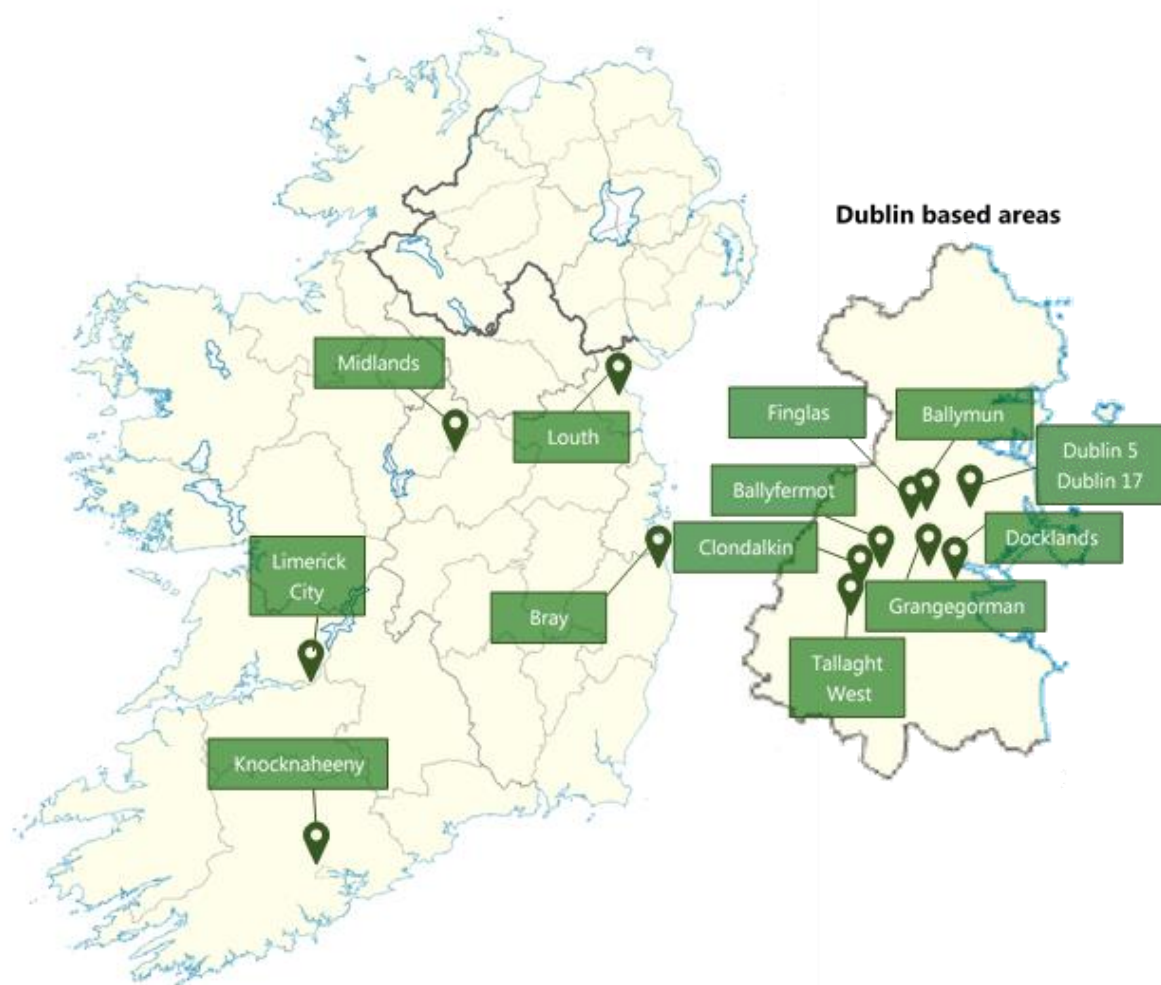 Dublin based areas
Midlands
Louth
Finglas
Ballymun
Dublin 5
Dublin 17
Ballyfermot
Clondalkin
Docklands
Limerick
City
Bray
Grangegorman
Tallaght
West
Knocknaheeny